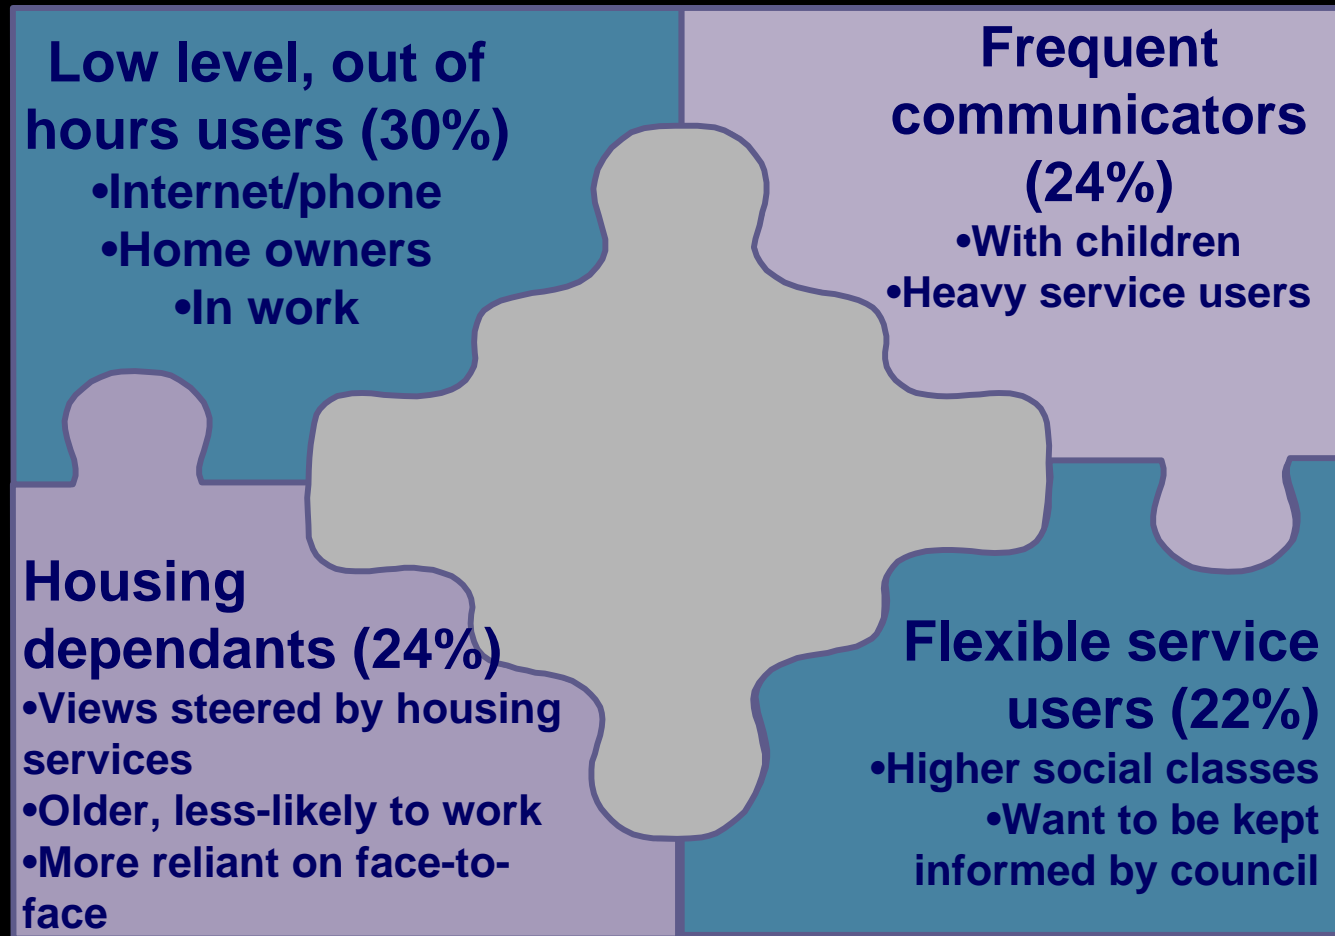 Low level, out of
hours users (30%)
•Internet/phone
•Home owners
•In work
Frequent
communicators
(24%)
•With children
•Heavy service users
Housing
dependants (24%)
•Views steered by housing
services
•Older, less-likely to work
•More reliant on face-to-
face
Flexible service
users (22%)
•Higher social classes
•Want to be kept
informed by council